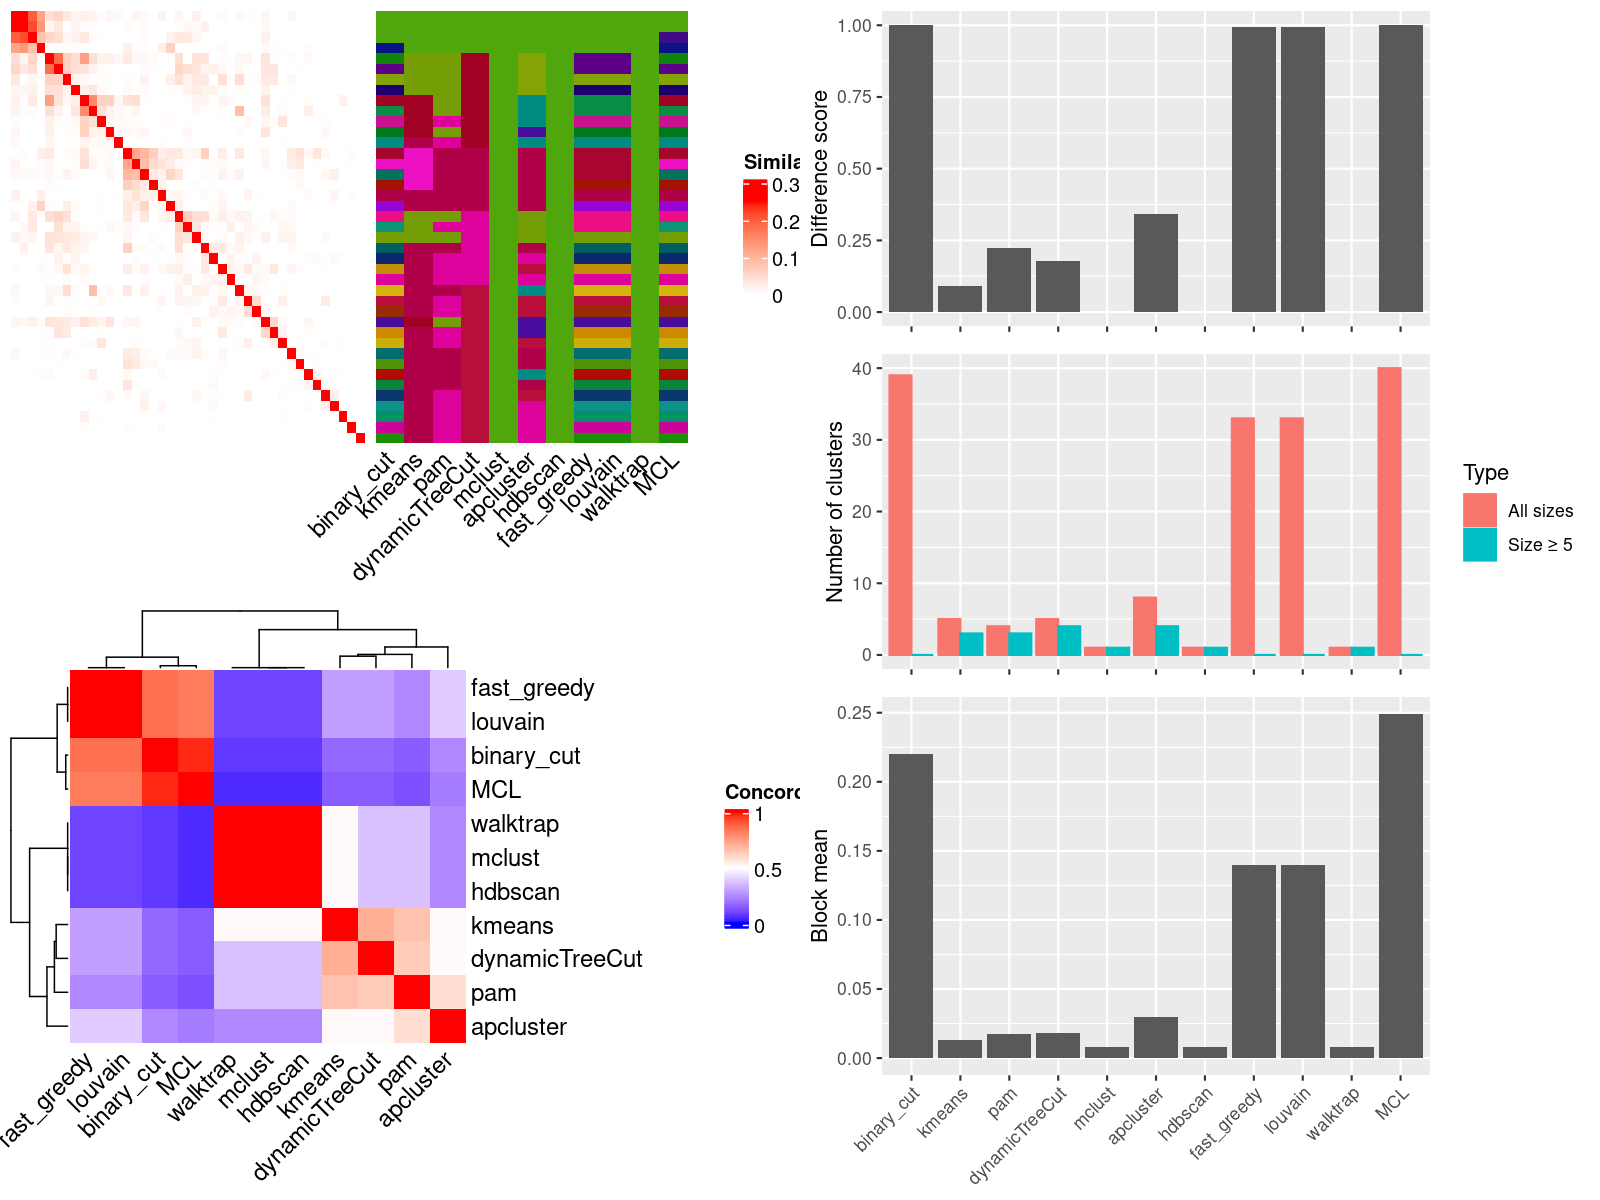 Simila
0.3
0.2
0.1
0
binary_cut
kmeans
pam
dynamicTreeCut
mclust
apcluster
hdbscan
fast_greedy
louvain
walktrap
MCL
fast_greedy
louvain
binary_cut
MCL
walktrap
mclust
hdbscan
kmeans
dynamicTreeCut
pam
apcluster
Concord
1
0.5
0
fast_greedy
louvain
binary_cut
MCL
walktrap
mclust
hdbscan
kmeans
dynamicTreeCut
pam
apcluster
Difference score
1.00
0.75
0.50
0.25
0.00
Number of clusters
40
30
20
10
0
Type
All sizes
Size ≥ 5
Block mean
0.25
0.20
0.15
0.10
0.05
0.00
binary_cut
kmeans
pam
dynamicTreeCut
mclust
apcluster
hdbscan
fast_greedy
louvain
walktrap
MCL